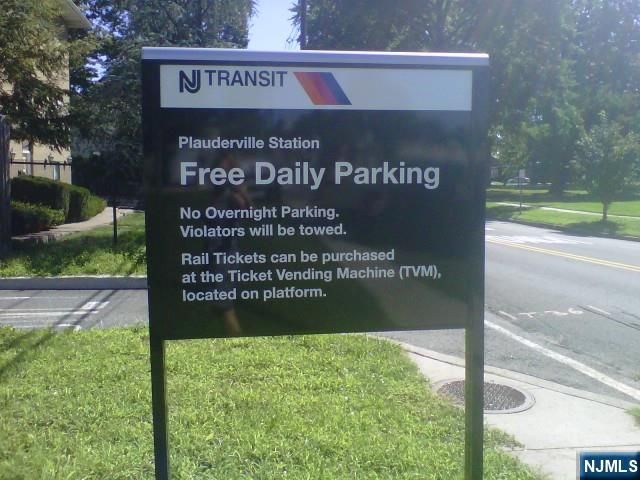 NJ TRANSIT
Plauderville Station
Free Daily Parking
No Overnight Parking.
Violators will be towed.
Rail Tickets can be purchased
at the Ticket Vending Machine (TVM),
located on platform.
NJMLS